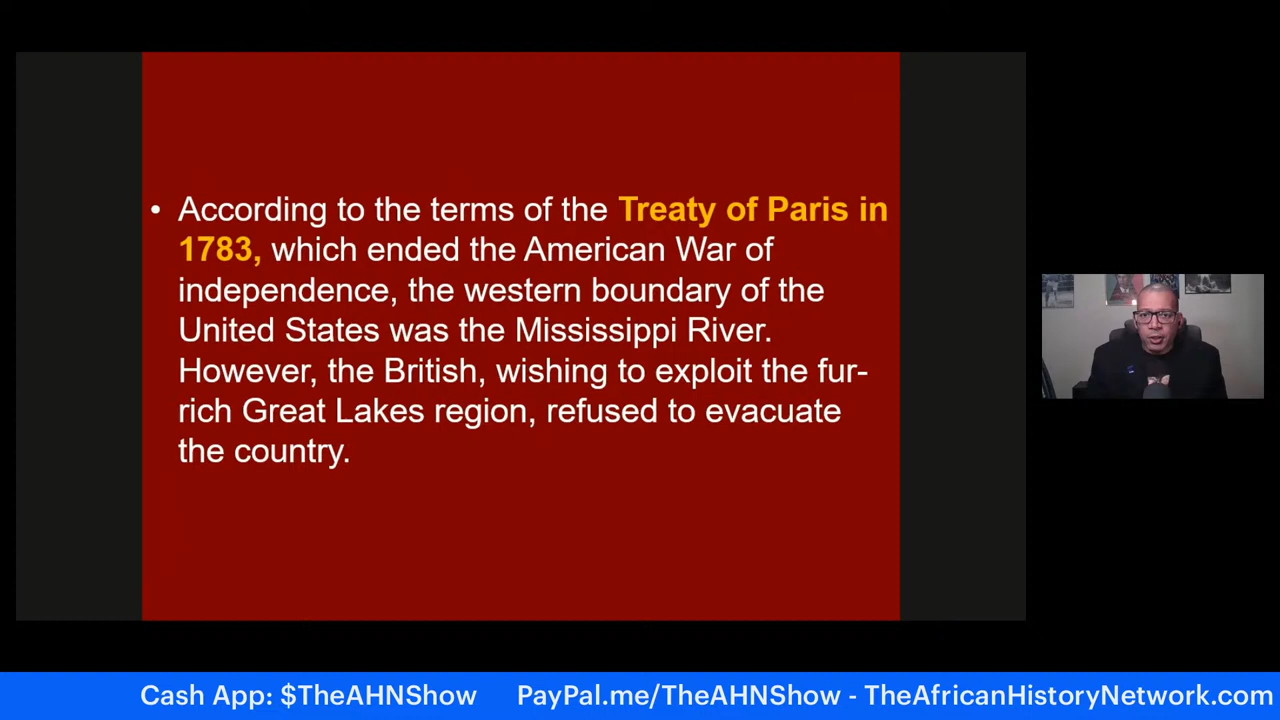 • According to the terms of the Treaty of Paris in
1783, which ended the American War of
independence, the western boundary of the
United States was the Mississippi River.
However, the British, wishing to exploit the fur-
rich Great Lakes region, refused to evacuate
the country.
Cash App: $TheAHNShow PayPal.me/TheAHNShow - TheAfricanHistoryNetwork.com